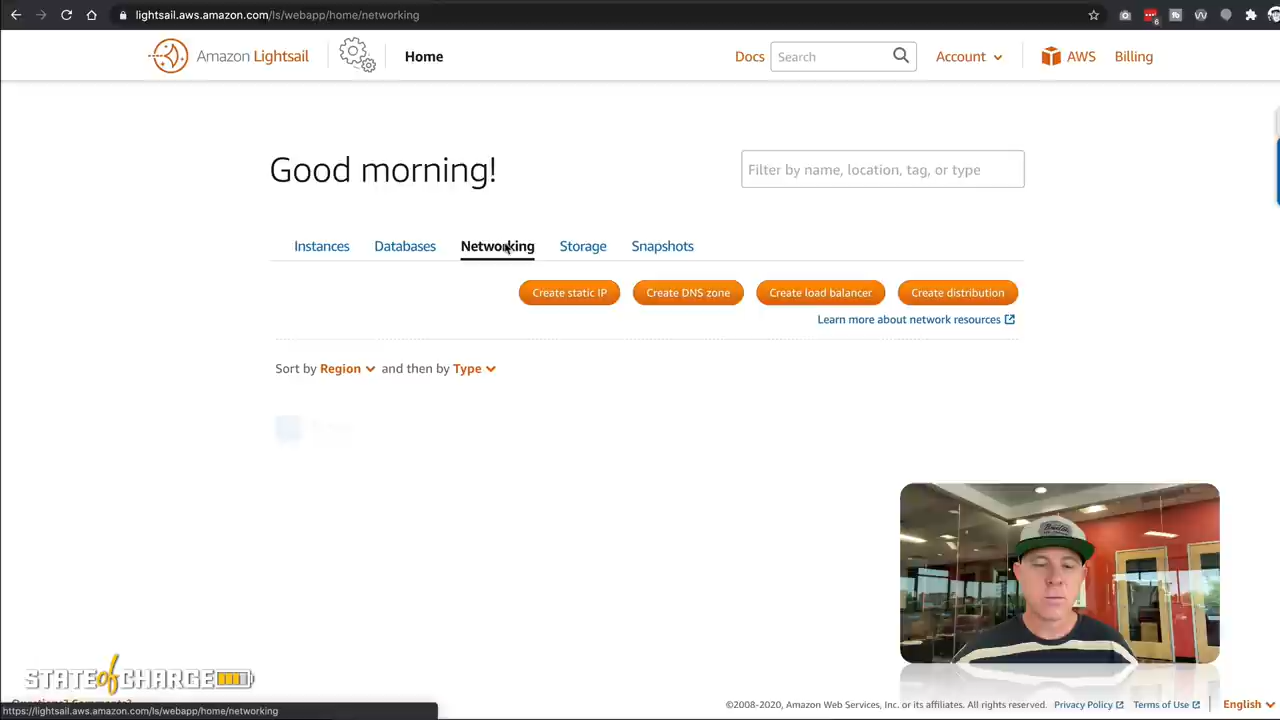 lightsail.aws.amazon.com/ls/webapp/home/networking
Amazon Lightsail
Home
Docs
Search
Account
AWS
Billing
Good morning!
Filter by name, location, tag, or type
Instances
Databases
Networking
Storage
Snapshots
Create static IP
Create DNS zone
Create load balancer
Create distribution
Learn more about network resources
Sort by Region and then by Type
STATE of CHARGE
Questions? Comments?
https://lightsail.aws.amazon.com/ls/webapp/home/networking
©2008-2020, Amazon Web Services, Inc. or its affiliates. All rights reserved.
Privacy Policy
Terms of Use
English